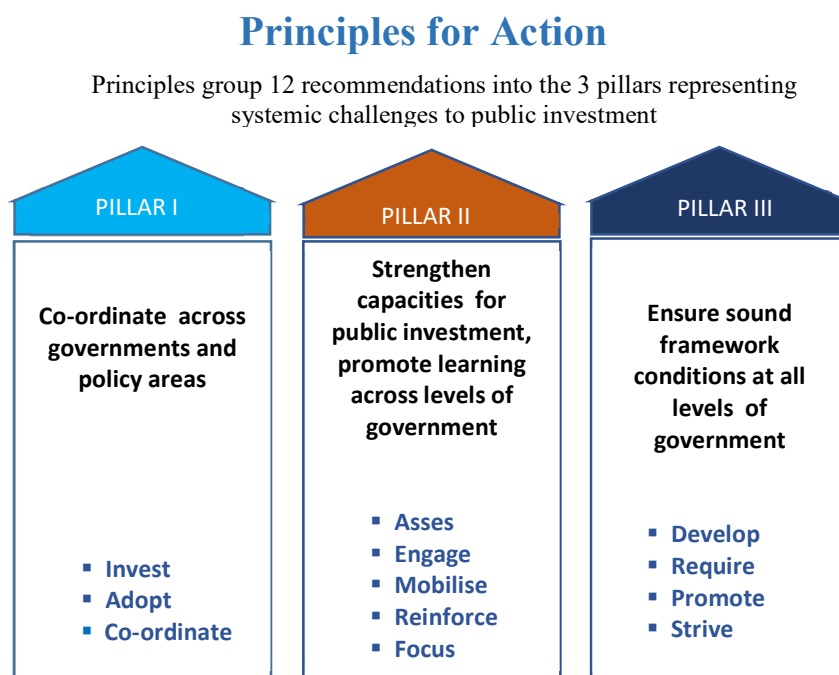 Principles for Action
Principles group 12 recommendations into the 3 pillars representing
systemic challenges to public investment
PILLAR I
Co-ordinate across
governments and
policy areas
▪ Invest
▪ Adopt
▪ Co-ordinate
PILLAR II
Strengthen
capacities for
public investment,
promote learning
across levels of
government
▪ Asses
▪ Engage
▪ Mobilise
▪ Reinforce
▪ Focus
PILLAR III
Ensure sound
framework
conditions at all
levels of
government
▪ Develop
▪ Require
▪ Promote
▪ Strive